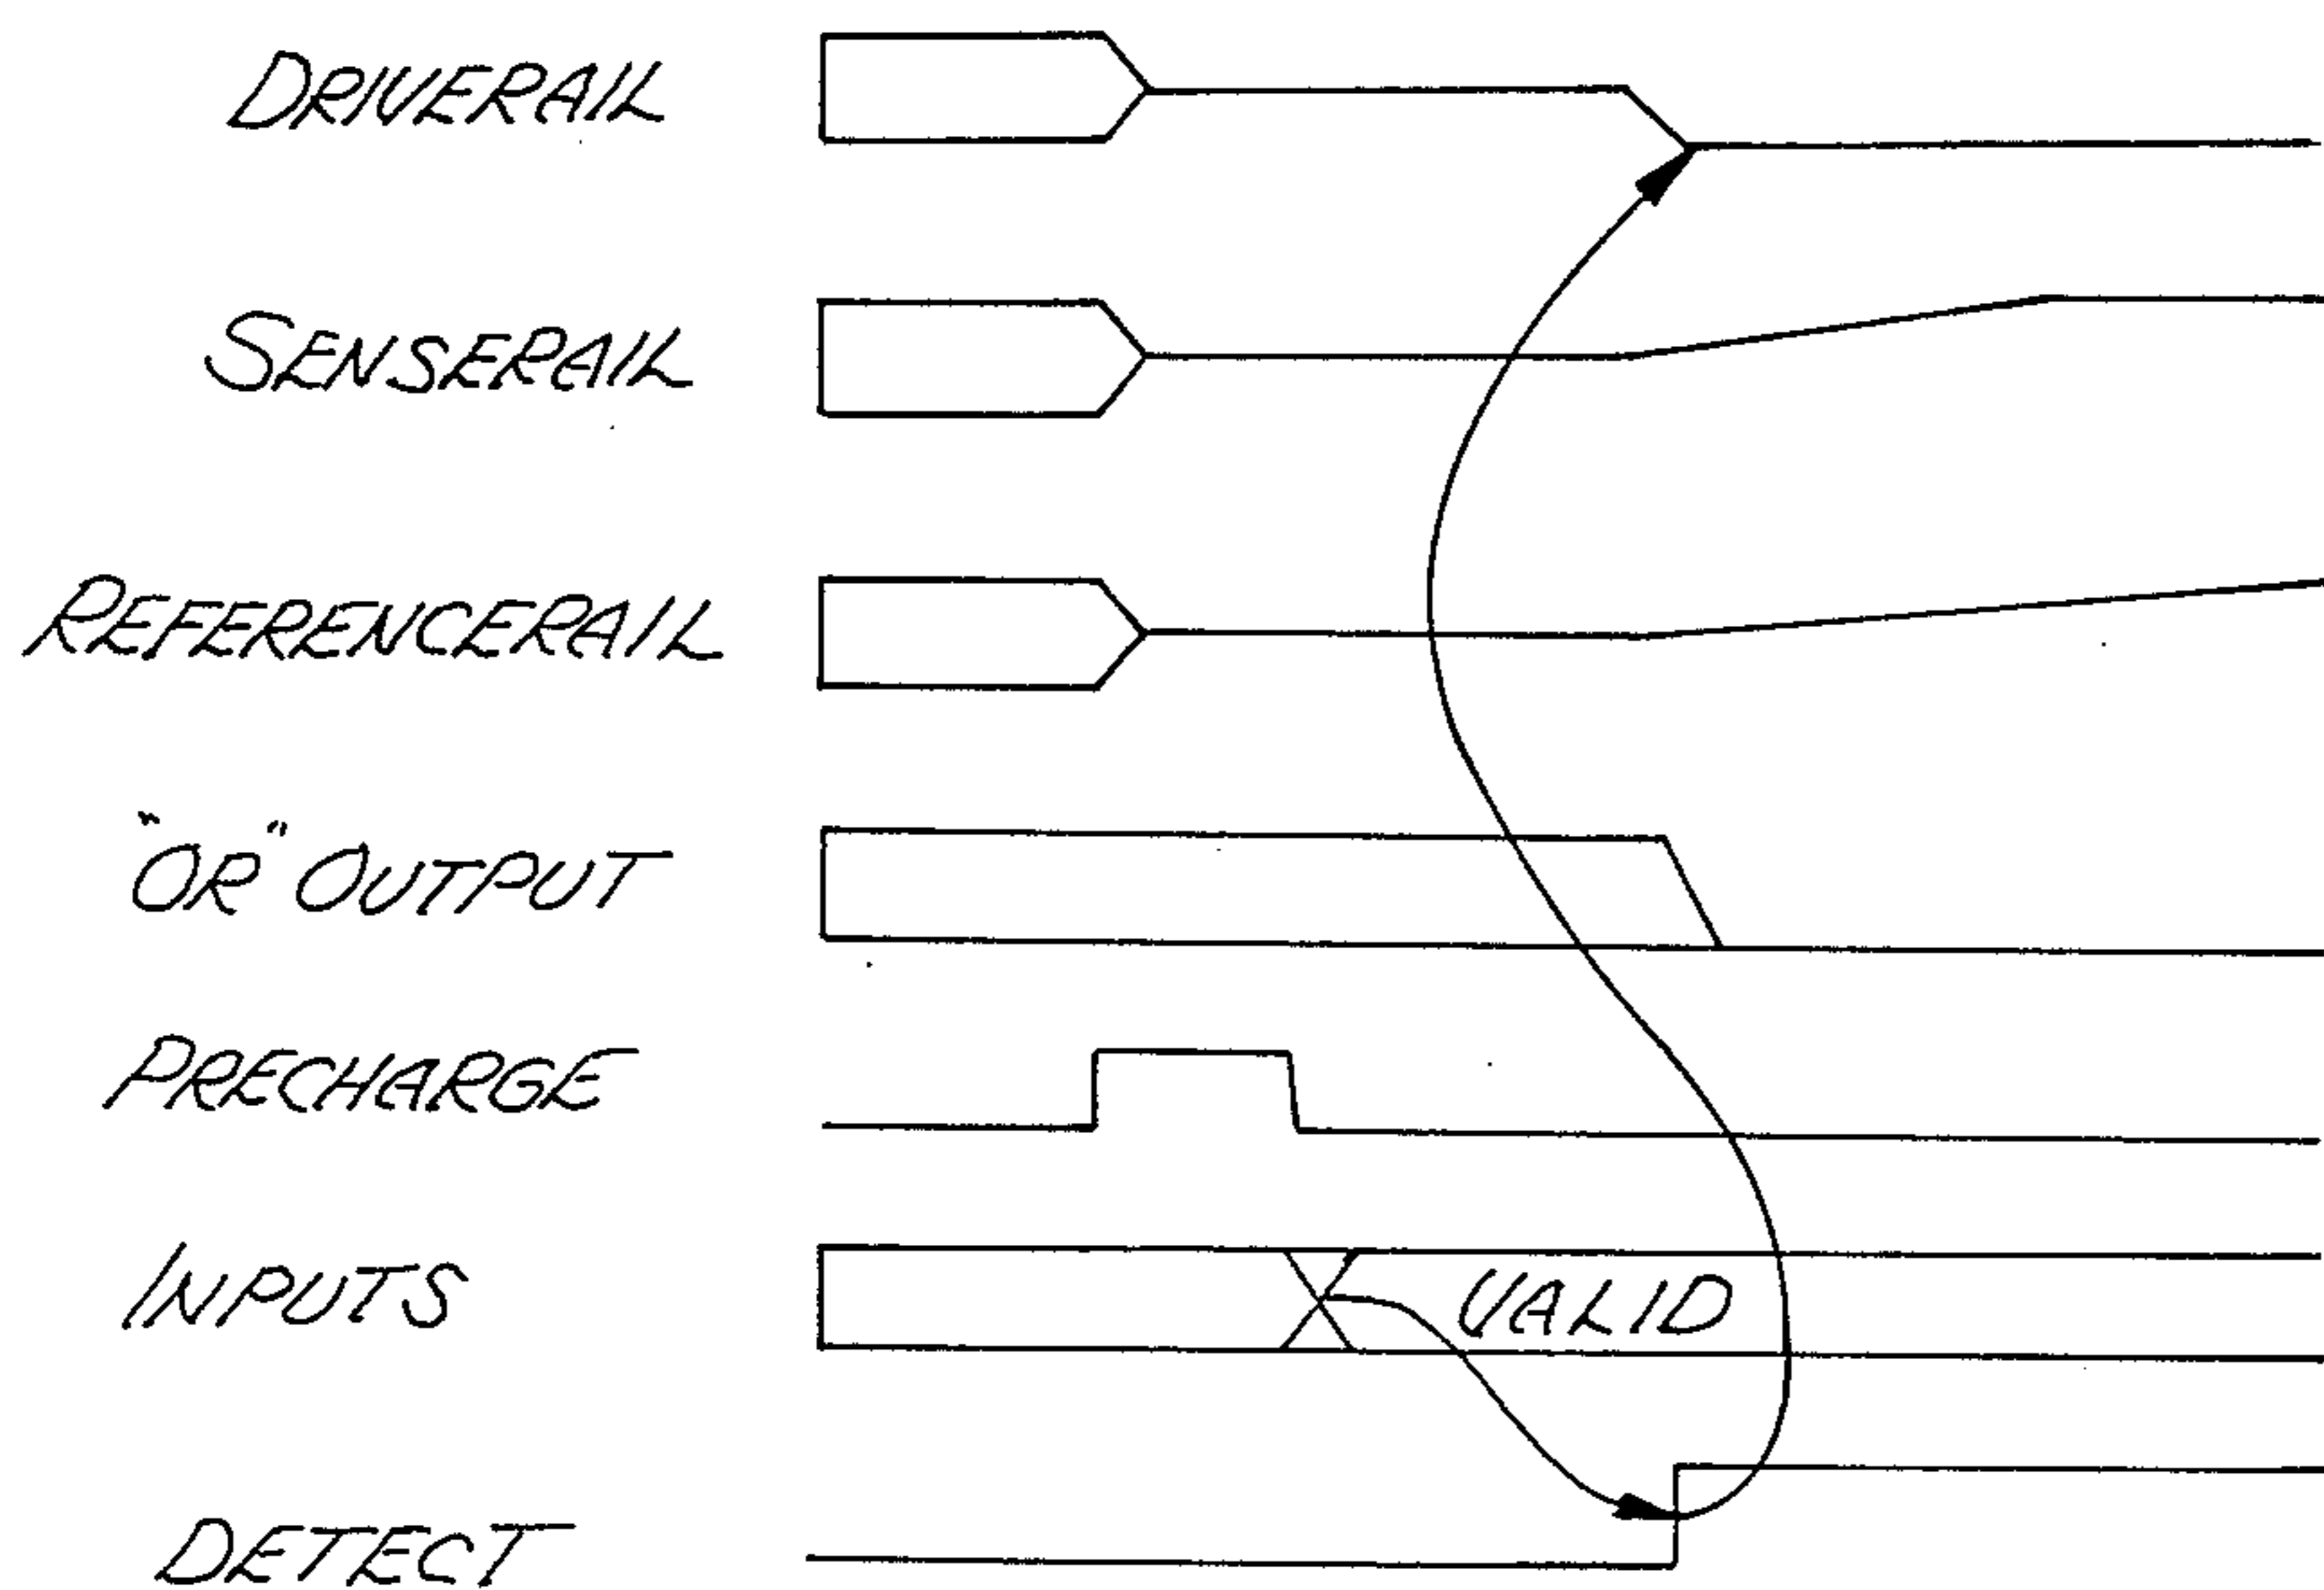 DRIVERAIL
SENSERAIL
REFERENCERAIL
"OR" OUTPUT
PRECHARGE
INPUTS
VALID
DETECT